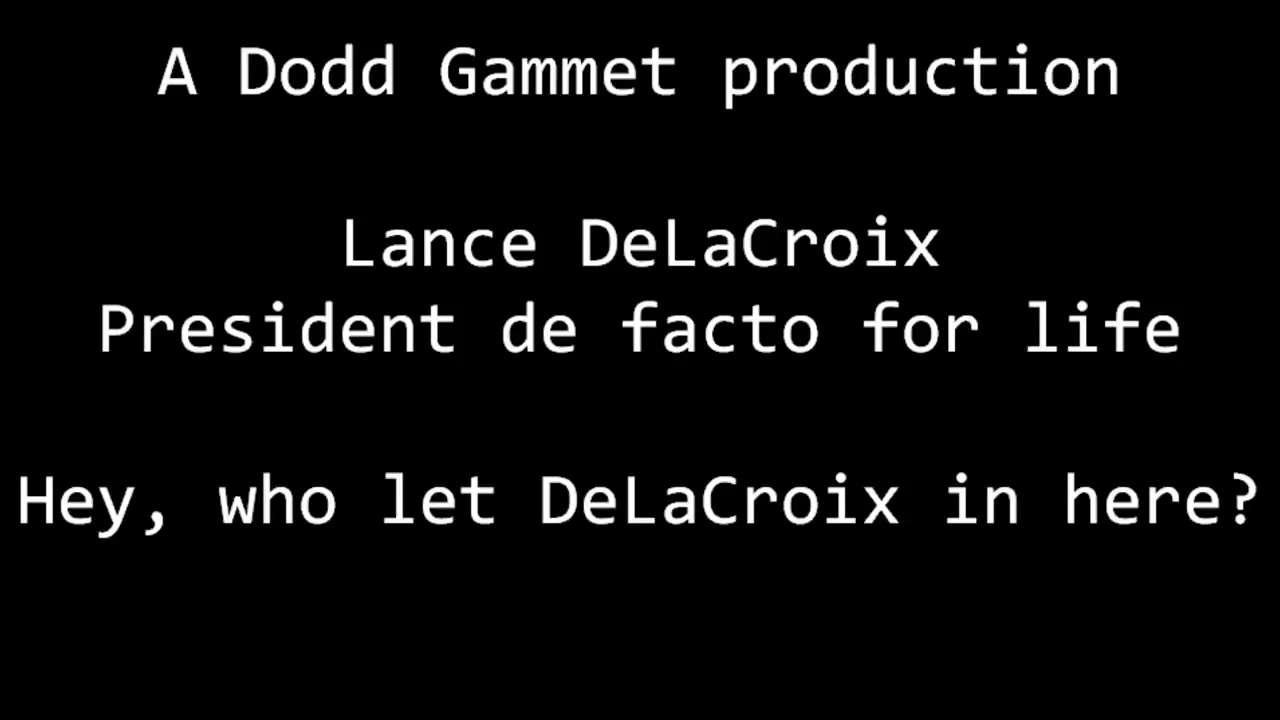 A Dodd Gammet production
Lance DeLaCroix
President de facto for life
Hey, who let DeLaCroix in here?